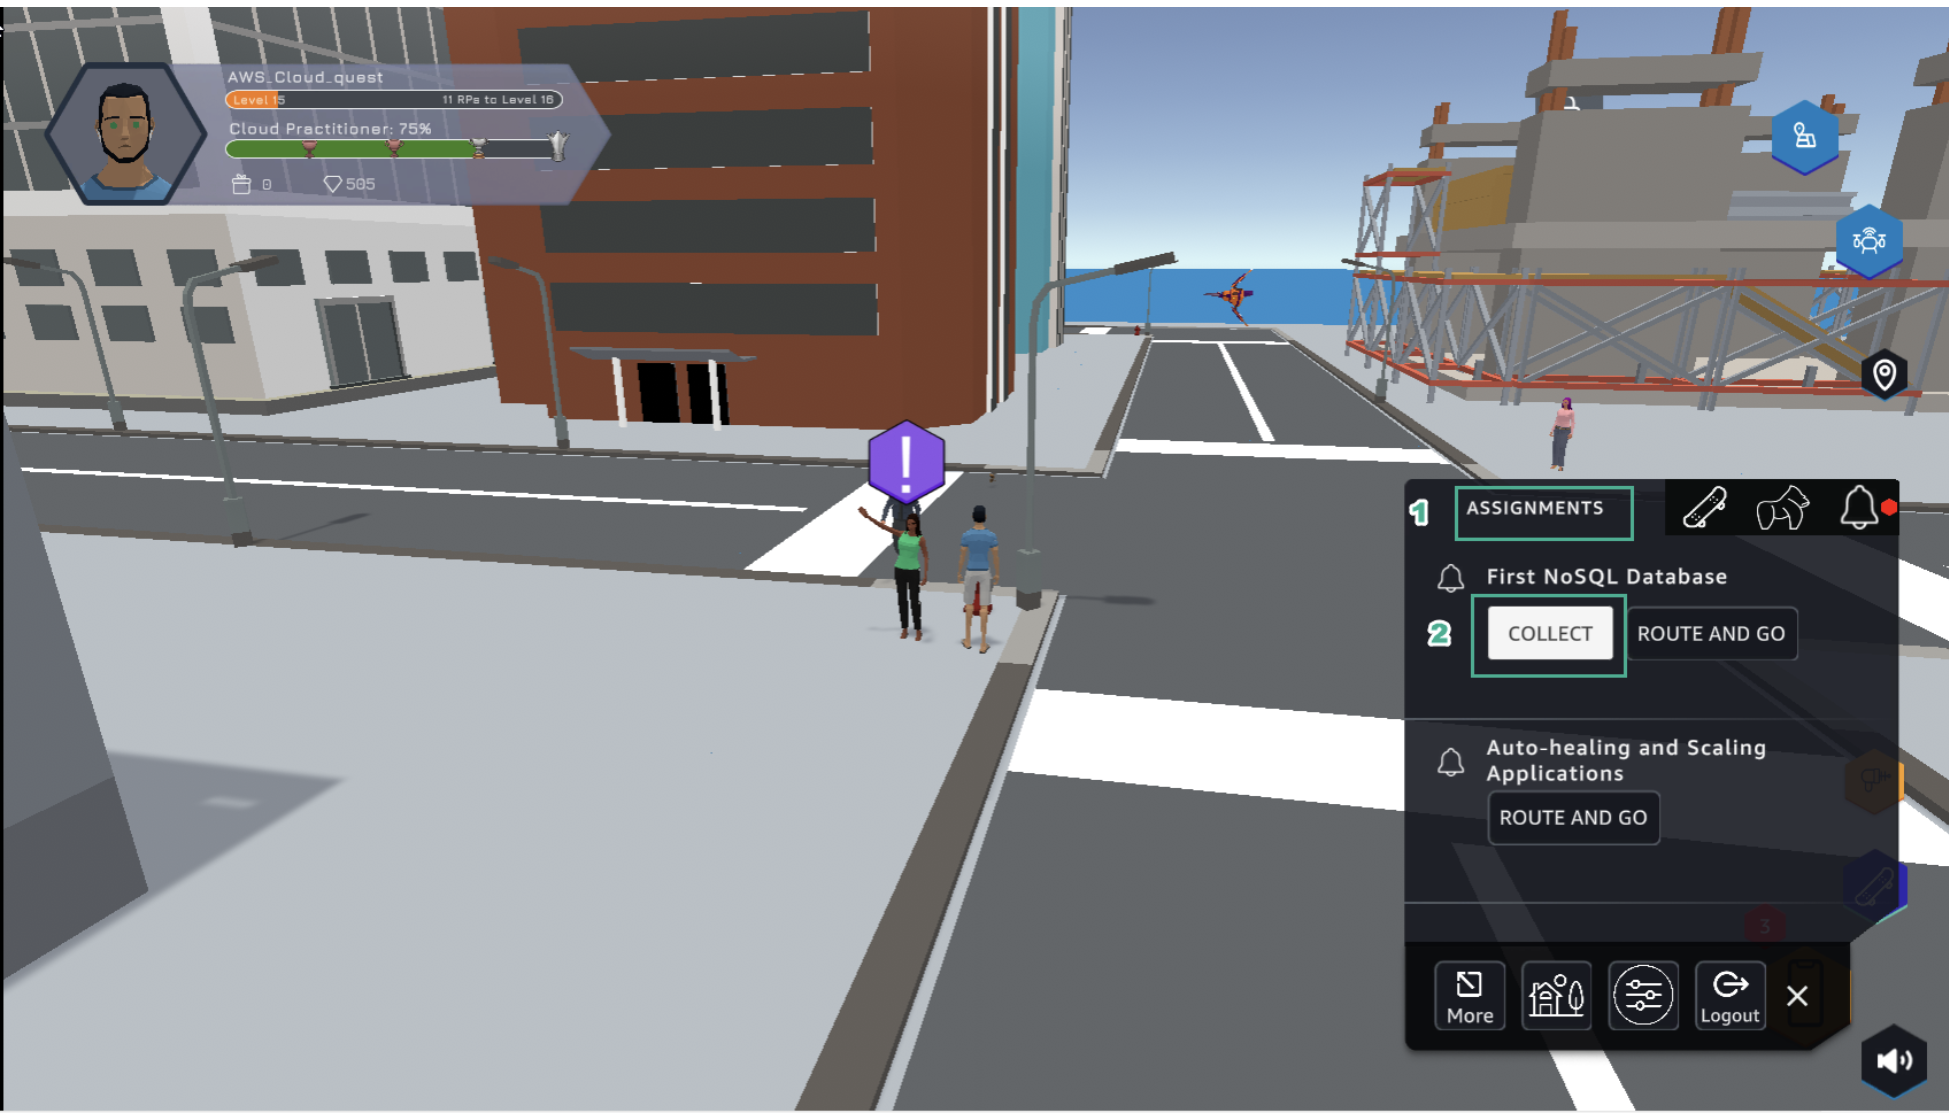 AWS_Cloud_quest
Level 15
11 RPs to Level 16
Cloud Practitioner: 75%
0
505
!
1
ASSIGNMENTS
First NoSQL Database
2
COLLECT
ROUTE AND GO
Auto-healing and Scaling
Applications
ROUTE AND GO
3
More
Logout